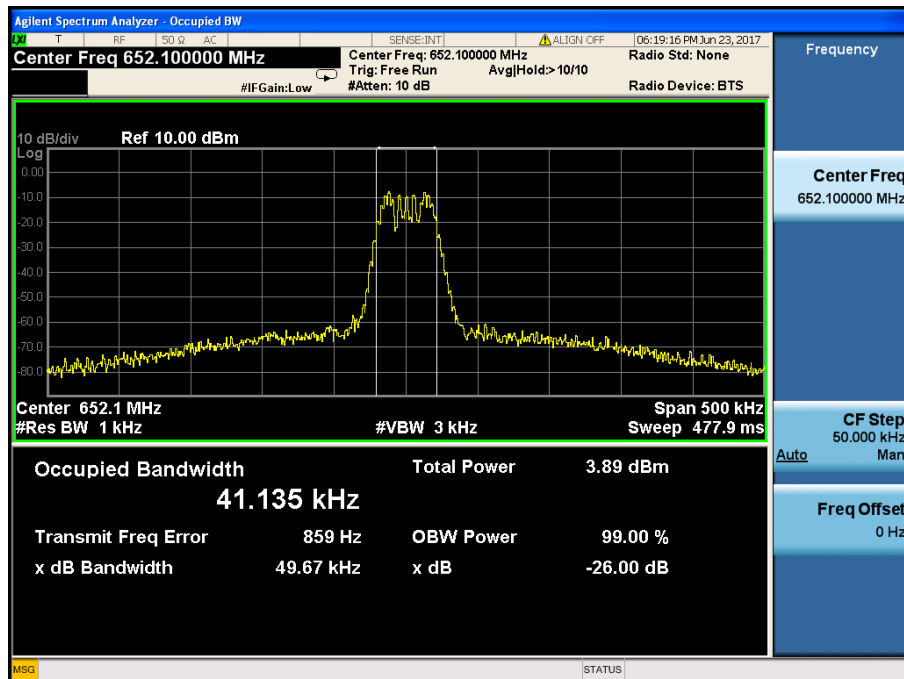 Agilent Spectrum Analyzer - Occupied BW
LXI T RF 50 Ω AC SENSE:INT ALIGN OFF 06:19:16 PM Jun 23, 2017
Center Freq 652.100000 MHz
Center Freq: 652.100000 MHz Radio Std: None
Trig: Free Run Avg|Hold:>10/10
#IFGain:Low #Atten: 10 dB Radio Device: BTS
Frequency
10 dB/div Ref 10.00 dBm
Log
0.00
-10.0
-20.0
-30.0
-40.0
-50.0
-60.0
-70.0
-80.0
Center Freq
652.100000 MHz
Center 652.1 MHz Span 500 kHz
#Res BW 1 kHz #VBW 3 kHz Sweep 477.9 ms
CF Step
50.000 kHz
Auto Man
Occupied Bandwidth Total Power 3.89 dBm
41.135 kHz
Transmit Freq Error 859 Hz OBW Power 99.00 %
x dB Bandwidth 49.67 kHz x dB -26.00 dB
Freq Offset
0 Hz
MSG STATUS